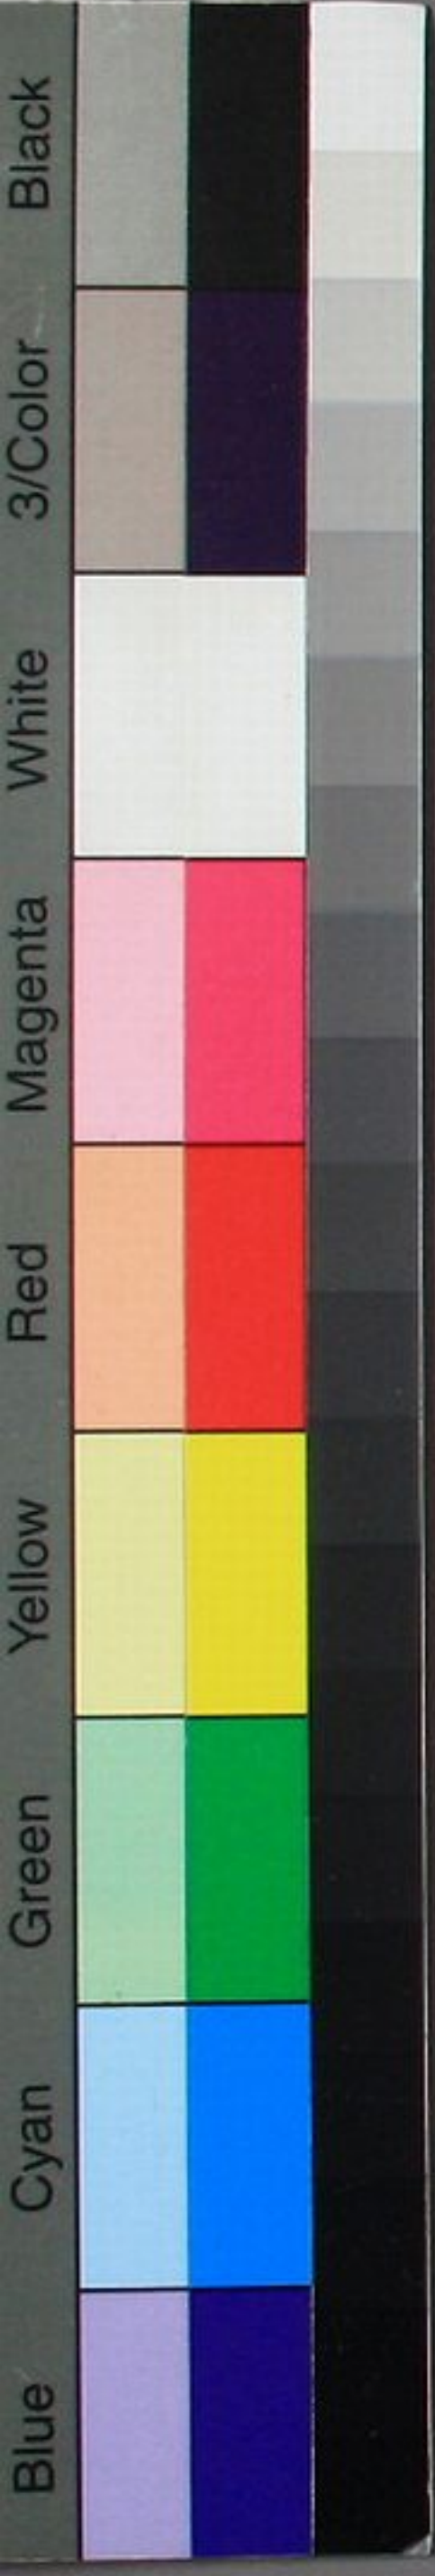 Black
3/Color
White
Magenta
Red
Yellow
Green
Cyan
Blue